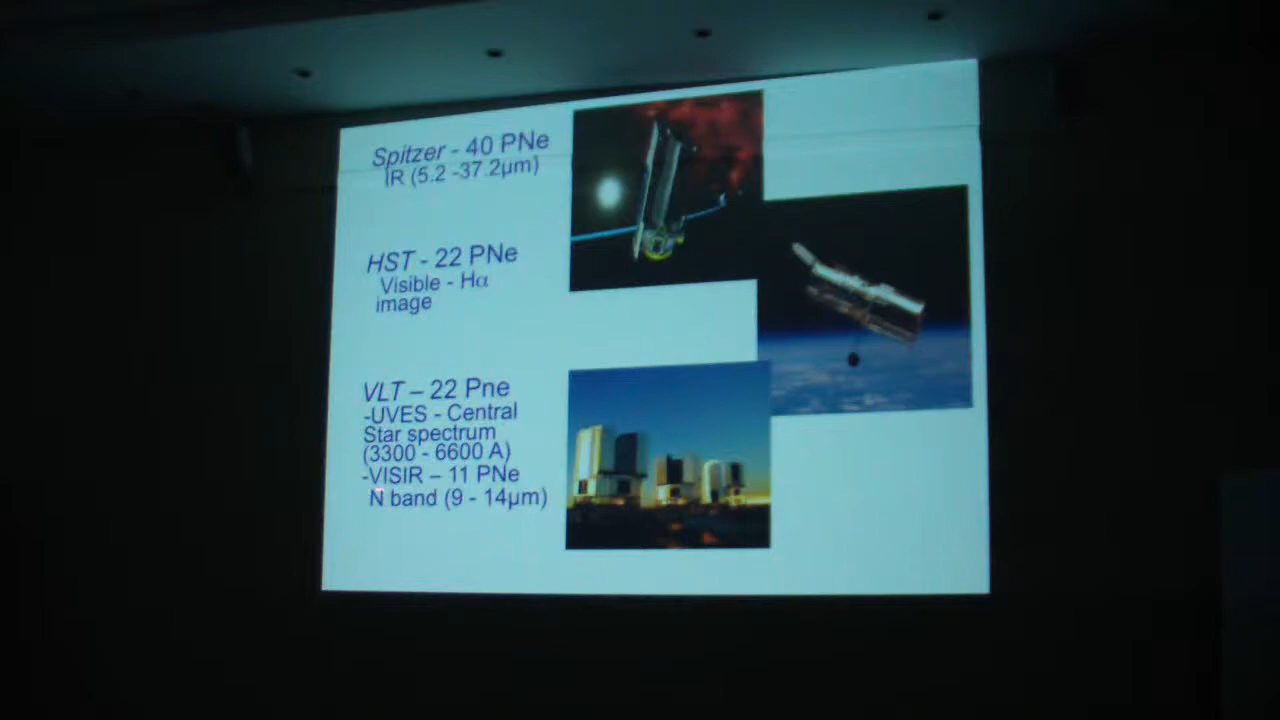 Spitzer - 40 PNe
IR (5.2 -37.2µm)
HST - 22 PNe
Visible - Hα
image
VLT – 22 Pne
-UVES - Central
Star spectrum
(3300 - 6600 A)
-VISIR – 11 PNe
N band (9 - 14µm)